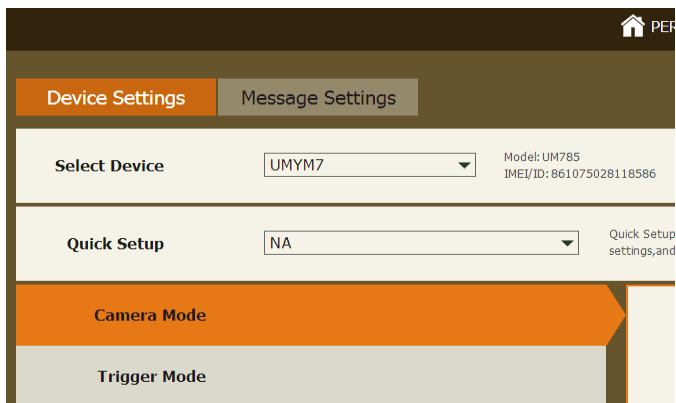 PER
Device Settings Message Settings
Select Device UMYM7 Model: UM785
IMEI/ID: 861075028118586
Quick Setup NA Quick Setup
settings,and
Camera Mode
Trigger Mode